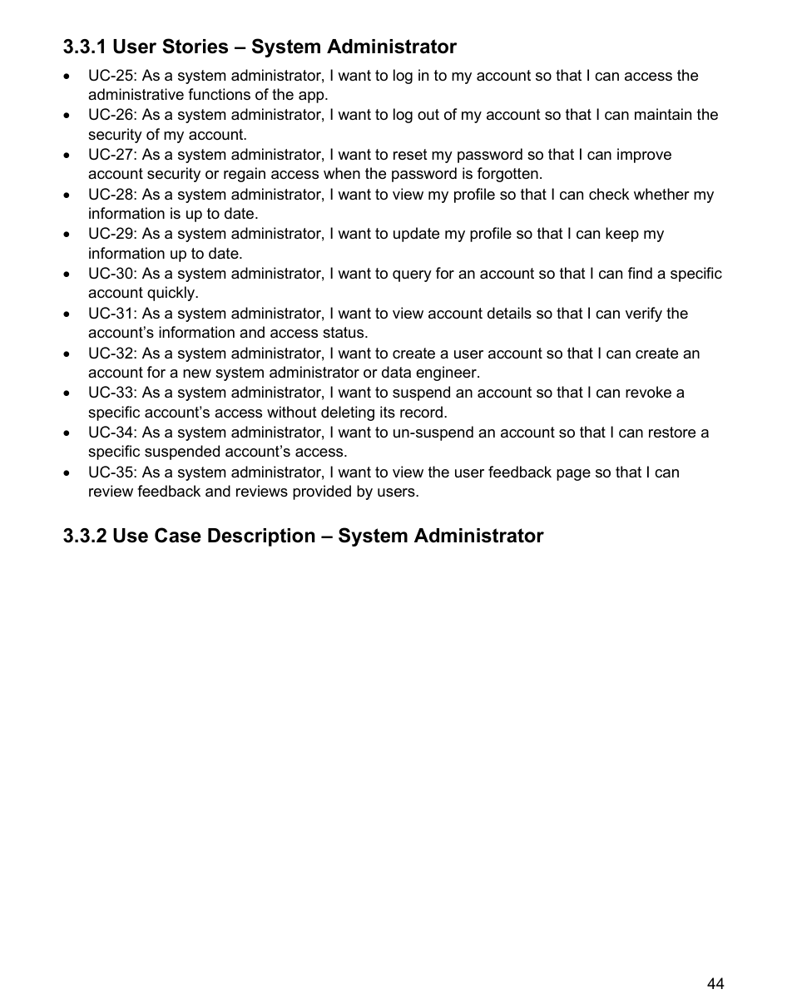 3.3.1 User Stories – System Administrator
• UC-25: As a system administrator, I want to log in to my account so that I can access the
administrative functions of the app.
• UC-26: As a system administrator, I want to log out of my account so that I can maintain the
security of my account.
• UC-27: As a system administrator, I want to reset my password so that I can improve
account security or regain access when the password is forgotten.
• UC-28: As a system administrator, I want to view my profile so that I can check whether my
information is up to date.
• UC-29: As a system administrator, I want to update my profile so that I can keep my
information up to date.
• UC-30: As a system administrator, I want to query for an account so that I can find a specific
account quickly.
• UC-31: As a system administrator, I want to view account details so that I can verify the
account’s information and access status.
• UC-32: As a system administrator, I want to create a user account so that I can create an
account for a new system administrator or data engineer.
• UC-33: As a system administrator, I want to suspend an account so that I can revoke a
specific account’s access without deleting its record.
• UC-34: As a system administrator, I want to un-suspend an account so that I can restore a
specific suspended account’s access.
• UC-35: As a system administrator, I want to view the user feedback page so that I can
review feedback and reviews provided by users.
3.3.2 Use Case Description – System Administrator
44